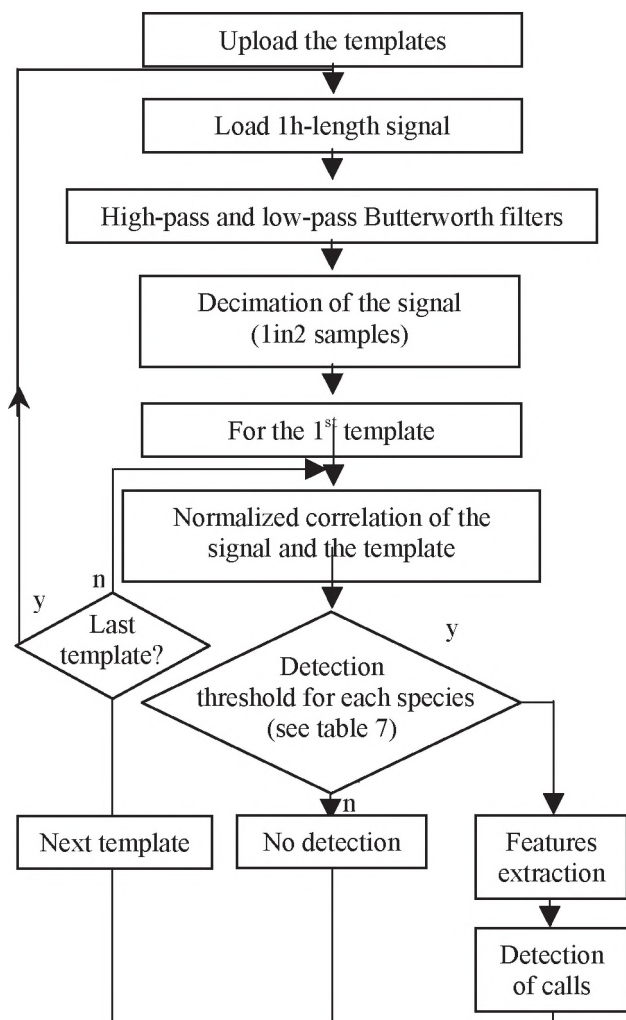 Upload the templates
Load 1h-length signal
High-pass and low-pass Butterworth filters
Decimation of the signal
(1in2 samples)
For the 1st template
Normalized correlation of the
signal and the template
n
y
y
Last
template?
Detection
threshold for each species
(see table 7)
n
Next template
No detection
Features
extraction
Detection
of calls